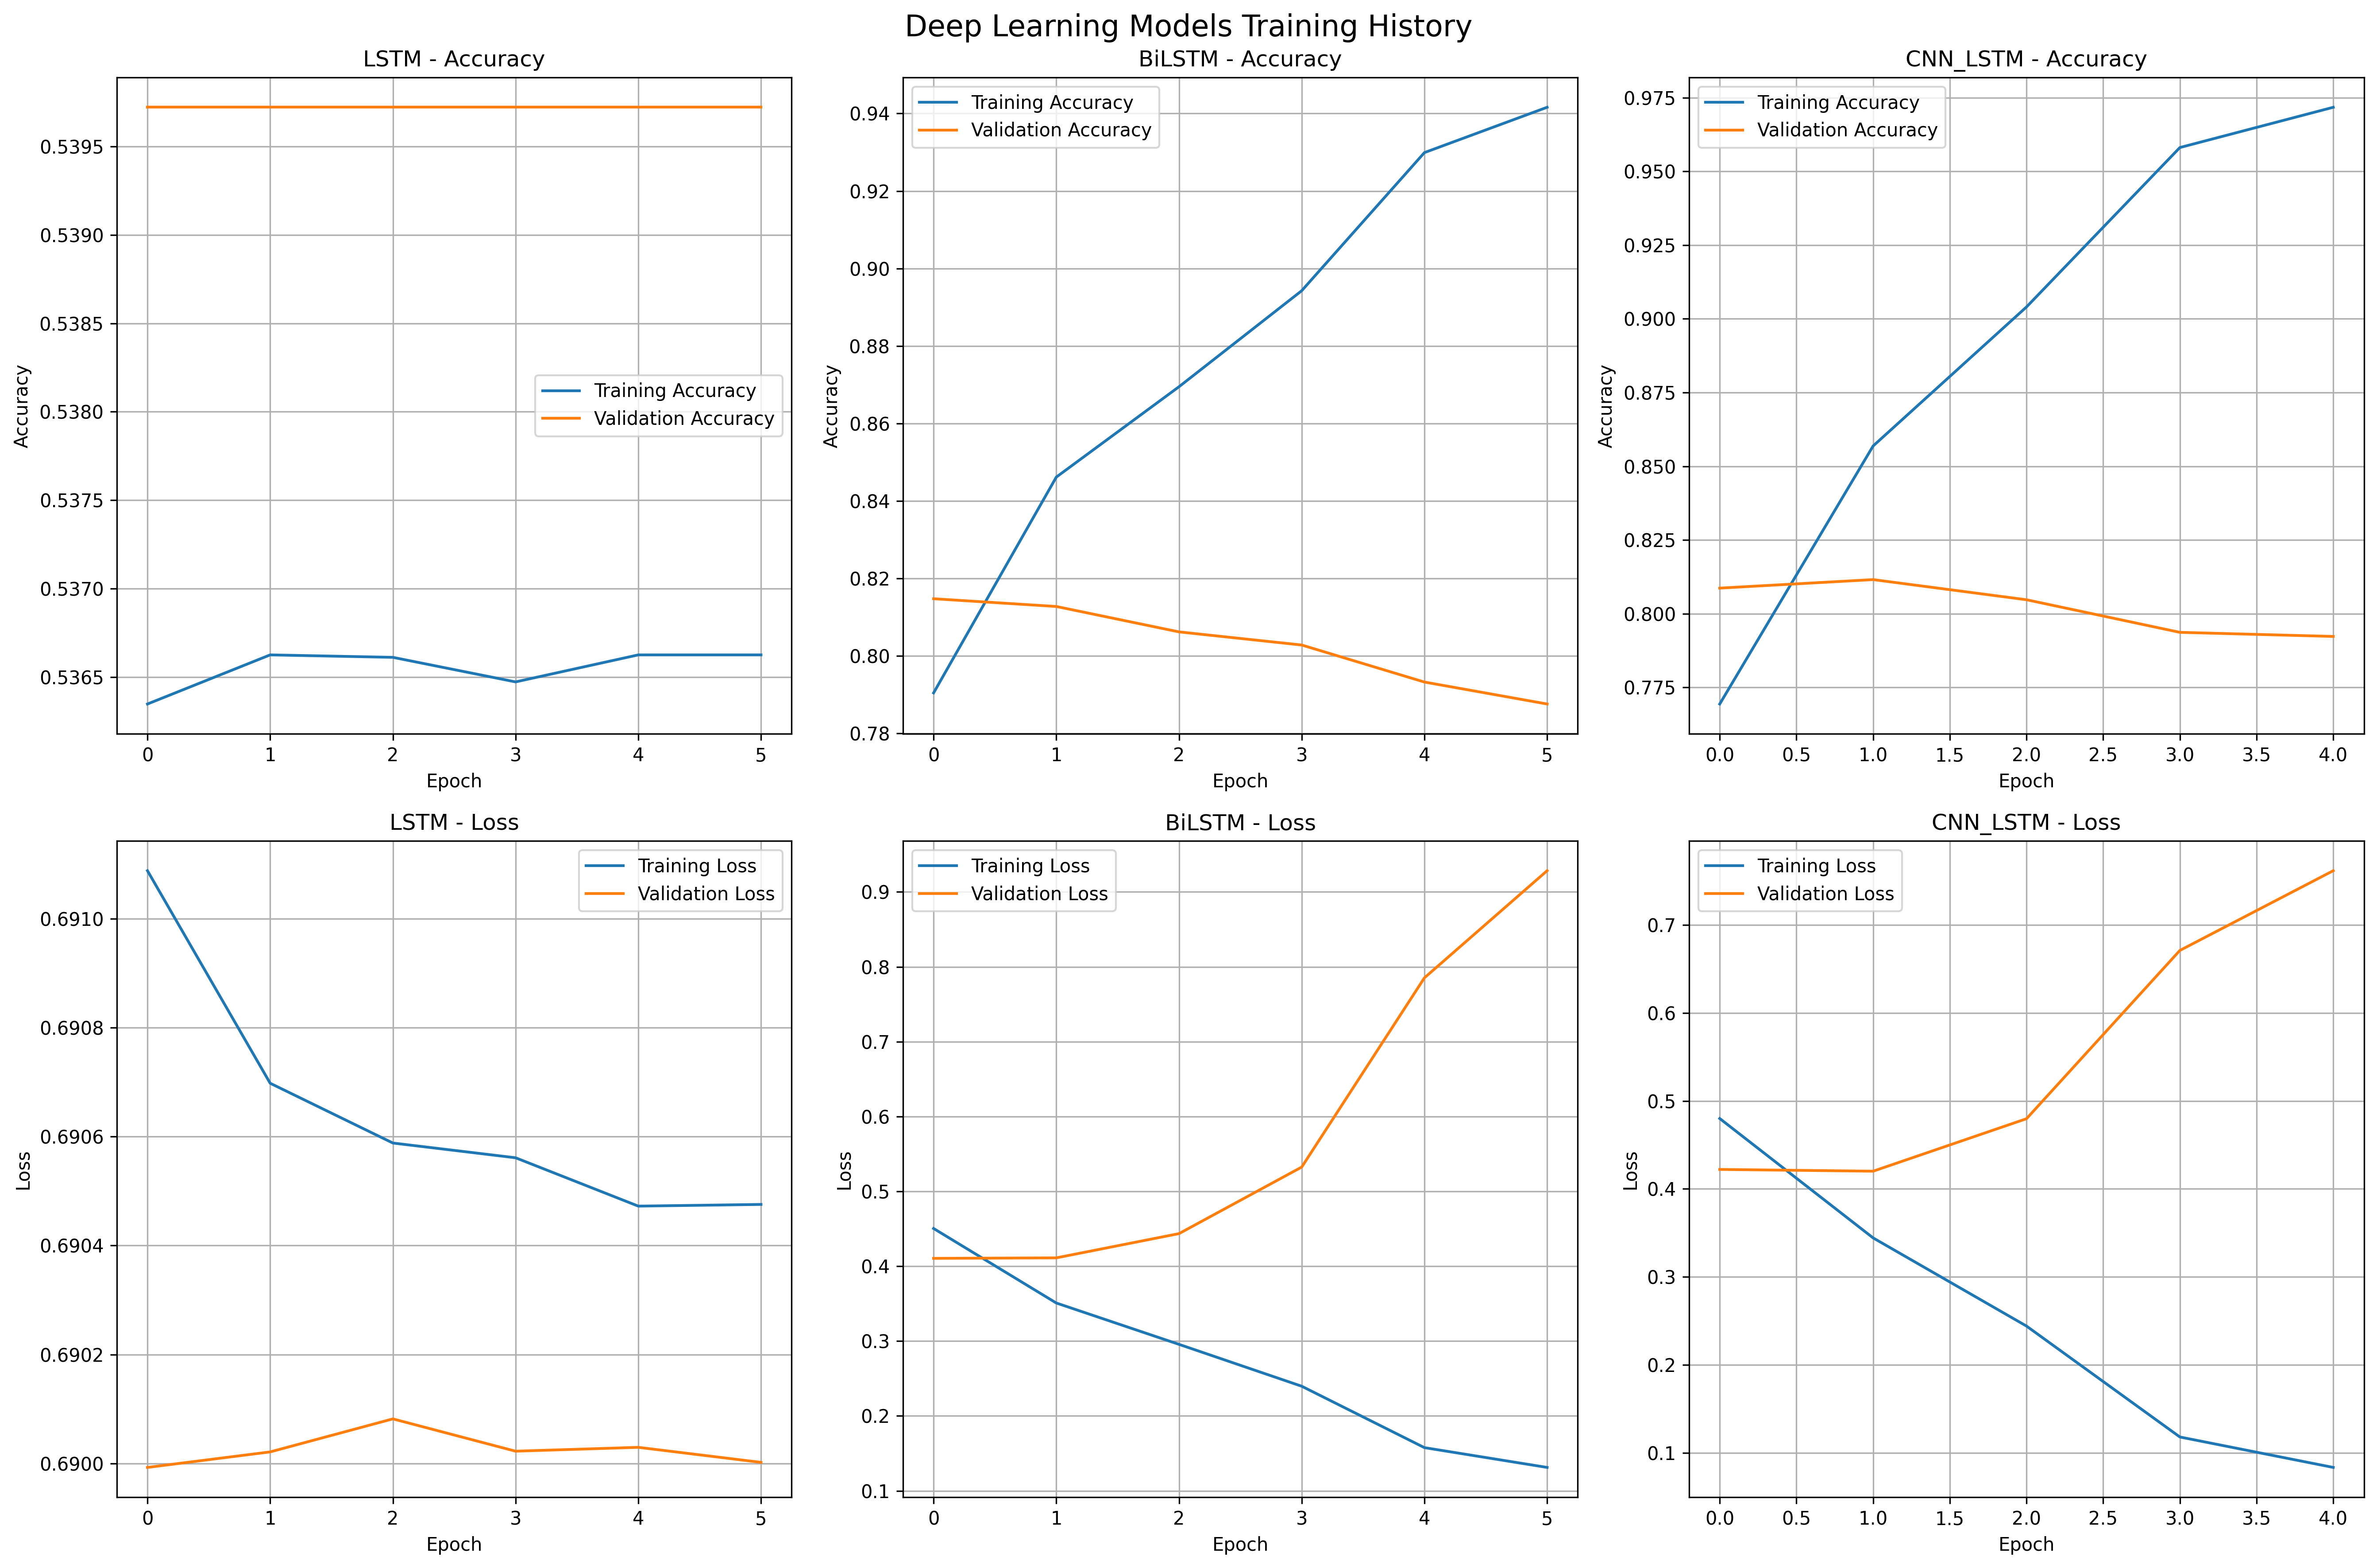 Deep Learning Models Training History
LSTM - Accuracy
0.5395
0.5390
0.5385
0.5380
0.5375
0.5370
0.5365
Accuracy
Training Accuracy
Validation Accuracy
0 1 2 3 4 5
Epoch
BiLSTM - Accuracy
0.94
0.92
0.90
0.88
0.86
0.84
0.82
0.80
0.78
Accuracy
Training Accuracy
Validation Accuracy
0 1 2 3 4 5
Epoch
CNN_LSTM - Accuracy
0.975
0.950
0.925
0.900
0.875
0.850
0.825
0.800
0.775
Accuracy
Training Accuracy
Validation Accuracy
0.0 0.5 1.0 1.5 2.0 2.5 3.0 3.5 4.0
Epoch
LSTM - Loss
0.6910
0.6908
0.6906
0.6904
0.6902
0.6900
Loss
Training Loss
Validation Loss
0 1 2 3 4 5
Epoch
BiLSTM - Loss
0.9
0.8
0.7
0.6
0.5
0.4
0.3
0.2
0.1
Loss
Training Loss
Validation Loss
0 1 2 3 4 5
Epoch
CNN_LSTM - Loss
0.7
0.6
0.5
0.4
0.3
0.2
0.1
Loss
Training Loss
Validation Loss
0.0 0.5 1.0 1.5 2.0 2.5 3.0 3.5 4.0
Epoch